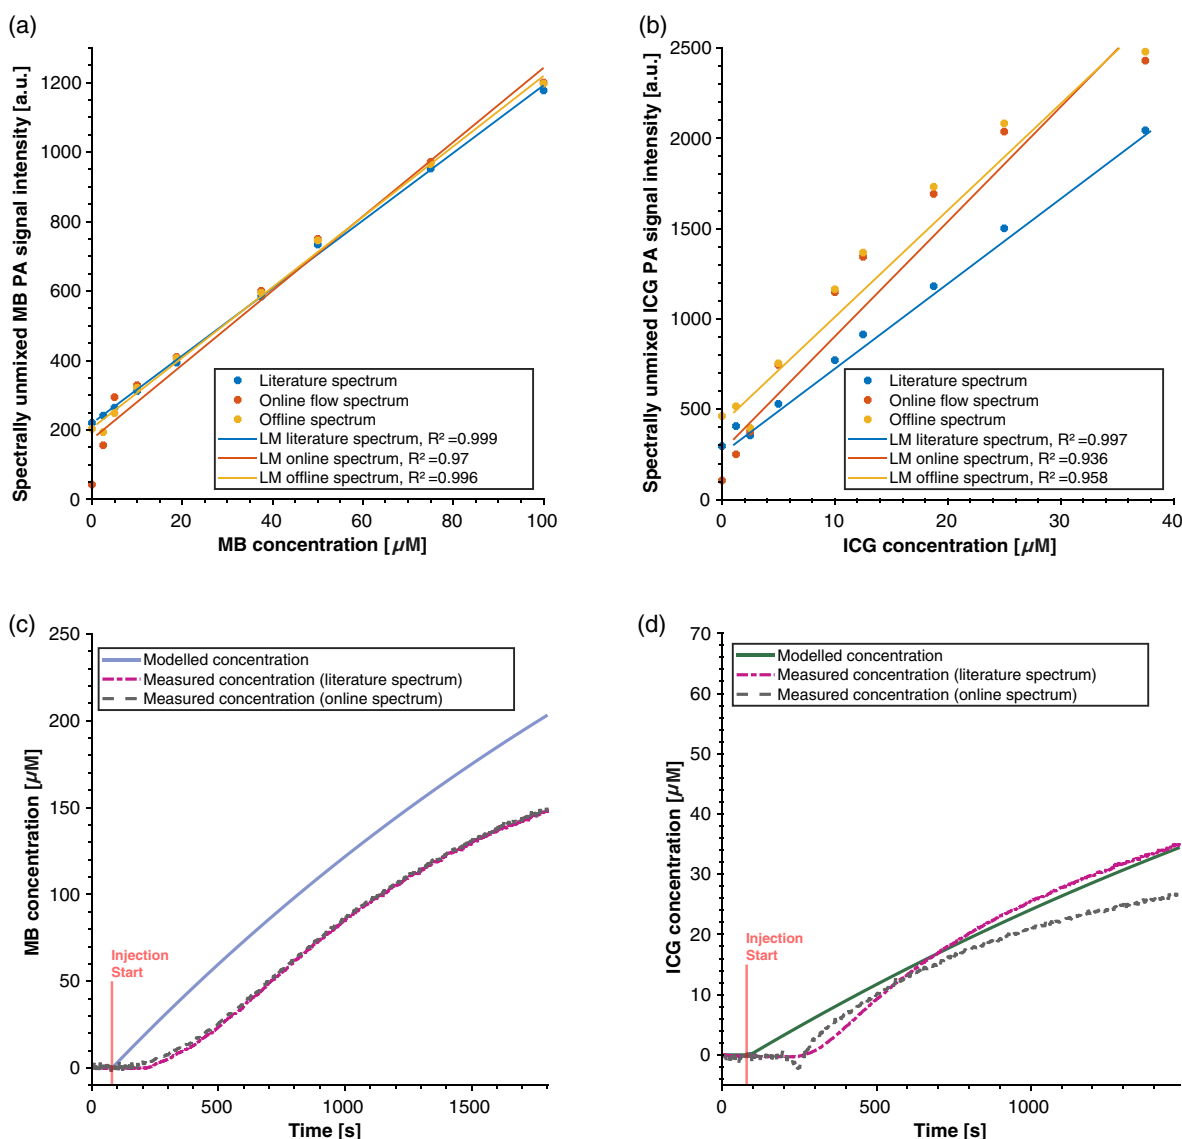 (a)
Spectrally unmixed MB PA signal intensity [a.u.]
1200
1000
800
600
400
200
0
0
20
40
60
80
100
MB concentration [µM]
Literature spectrum
Online flow spectrum
Offline spectrum
LM literature spectrum, R² =0.999
LM online spectrum, R² =0.97
LM offline spectrum, R² =0.996
(b)
Spectrally unmixed ICG PA signal intensity [a.u.]
2500
2000
1500
1000
500
0
0
10
20
30
40
ICG concentration [µM]
Literature spectrum
Online flow spectrum
Offline spectrum
LM literature spectrum, R² =0.997
LM online spectrum, R² =0.936
LM offline spectrum, R² =0.958
(c)
MB concentration [µM]
250
200
150
100
50
0
Modelled concentration
Measured concentration (literature spectrum)
Measured concentration (online spectrum)
Injection
Start
0
500
1000
1500
Time [s]
(d)
ICG concentration [µM]
70
60
50
40
30
20
10
0
Modelled concentration
Measured concentration (literature spectrum)
Measured concentration (online spectrum)
Injection
Start
0
500
1000
Time [s]